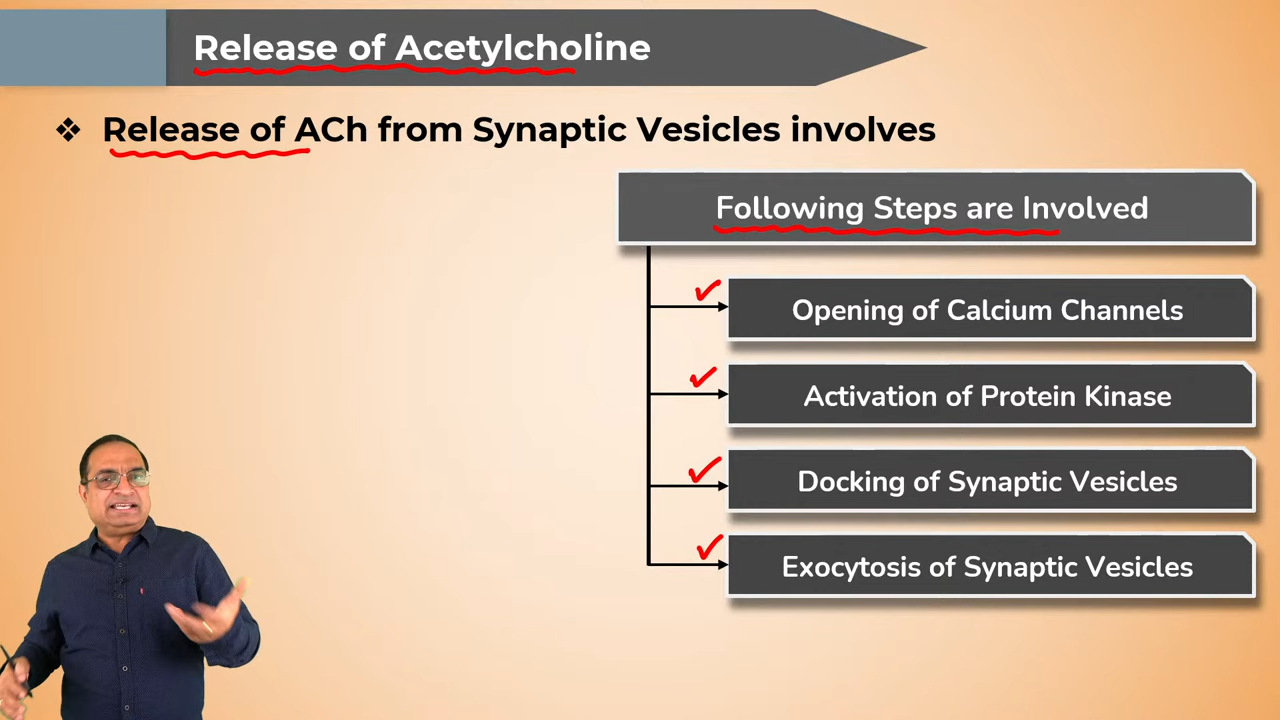 Release of Acetylcholine
Release of ACh from Synaptic Vesicles involves
Following Steps are Involved
Opening of Calcium Channels
Activation of Protein Kinase
Docking of Synaptic Vesicles
Exocytosis of Synaptic Vesicles